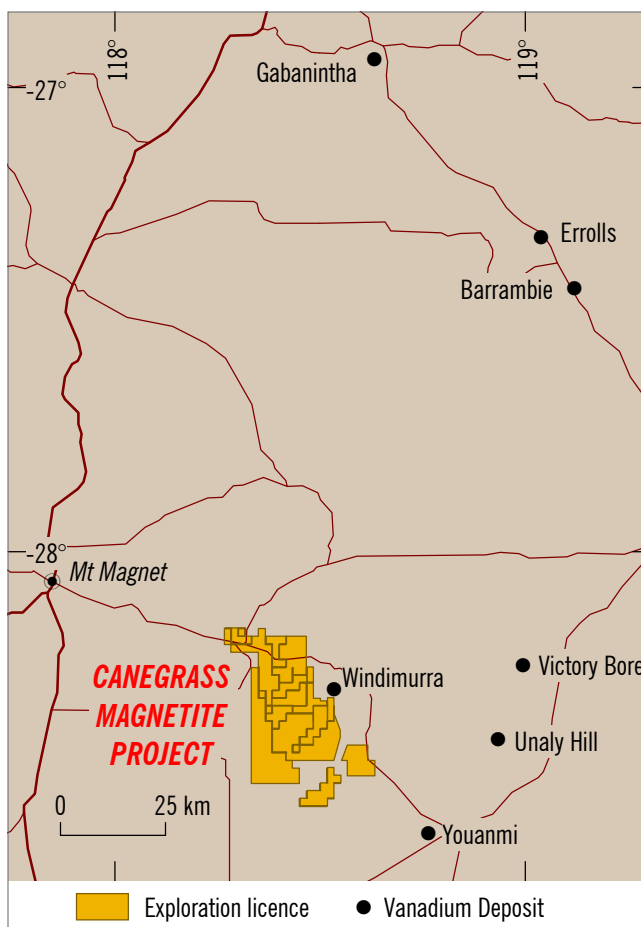 118°
119°
Gabanintha
-27°
Errolls
Barrambie
-28°
Mt Magnet
Victory Bore
CANEGRASS
MAGNETITE
PROJECT
Windimurra
Unaly Hill
0 25 km
Youanmi
Exploration licence
Vanadium Deposit